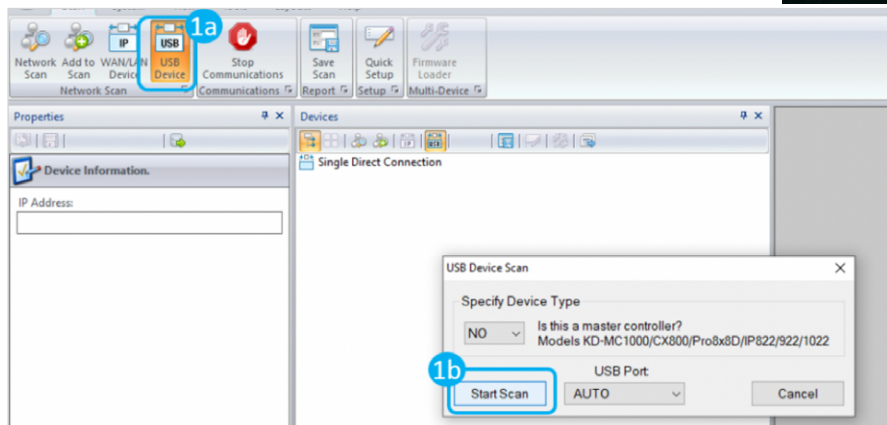 1a
IP
USB
Network Scan
Add to Scan
WAN/LAN Device
USB Device
Stop Communications
Save Scan
Quick Setup
Firmware Loader
Network Scan
Communications
Report
Setup
Multi-Device
Properties
Devices
Single Direct Connection
Device Information.
IP Address:
USB Device Scan
Specify Device Type
NO
Is this a master controller?
Models KD-MC1000/CX800/Pro8x8D/IP822/922/1022
1b
USB Port
Start Scan
AUTO
Cancel